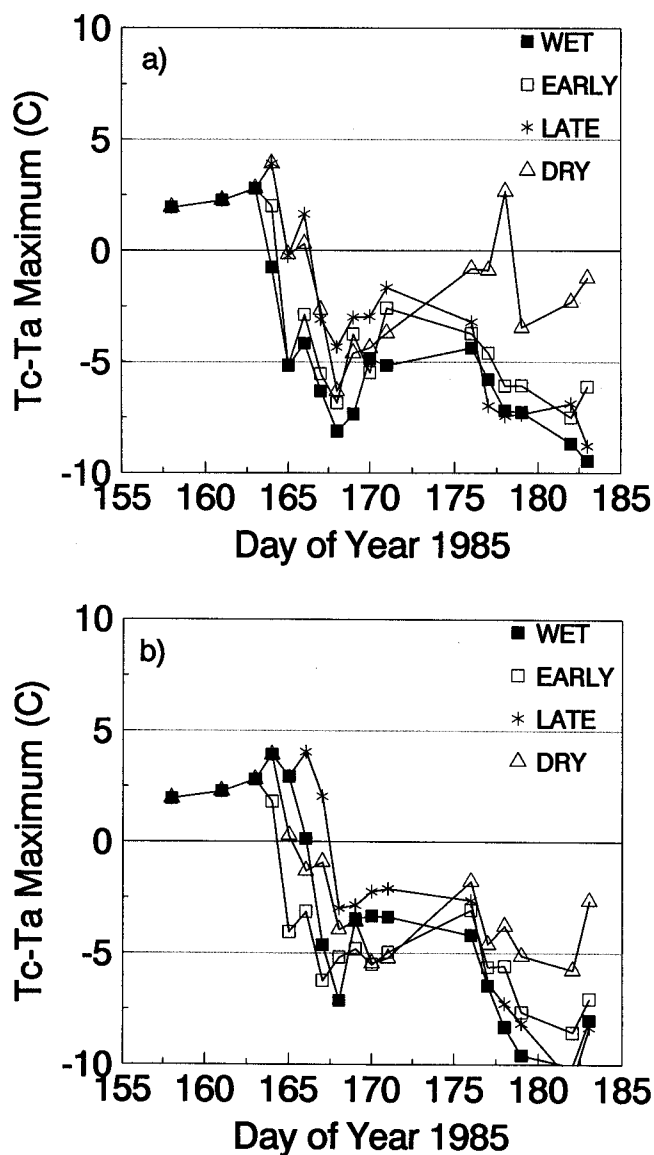 10
a)
WET
EARLY
LATE
DRY
5
0
-5
-10
Tc-Ta Maximum (C)
155 160 165 170 175 180 185
Day of Year 1985
10
b)
WET
EARLY
LATE
DRY
5
0
-5
-10
Tc-Ta Maximum (C)
155 160 165 170 175 180 185
Day of Year 1985